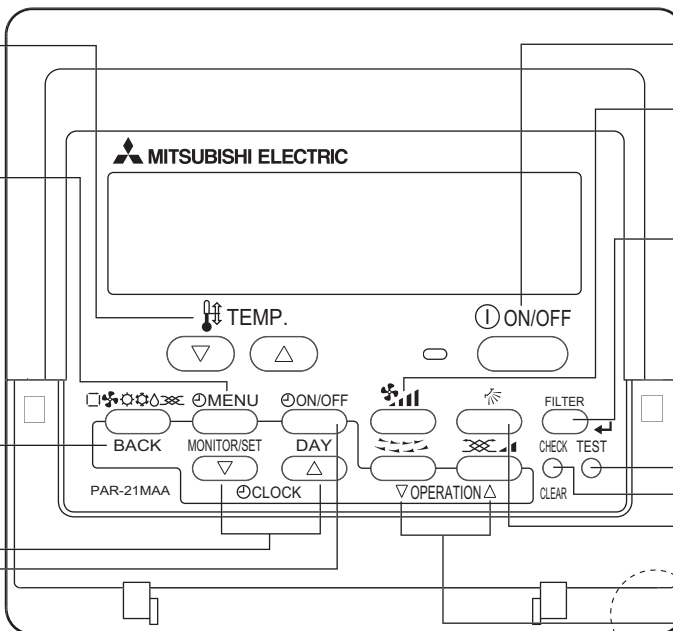 MITSUBISHI ELECTRIC
TEMP.
ON/OFF
MENU
ON/OFF
FILTER
BACK
MONITOR/SET
DAY
CHECK
TEST
PAR-21MAA
CLOCK
OPERATION
CLEAR